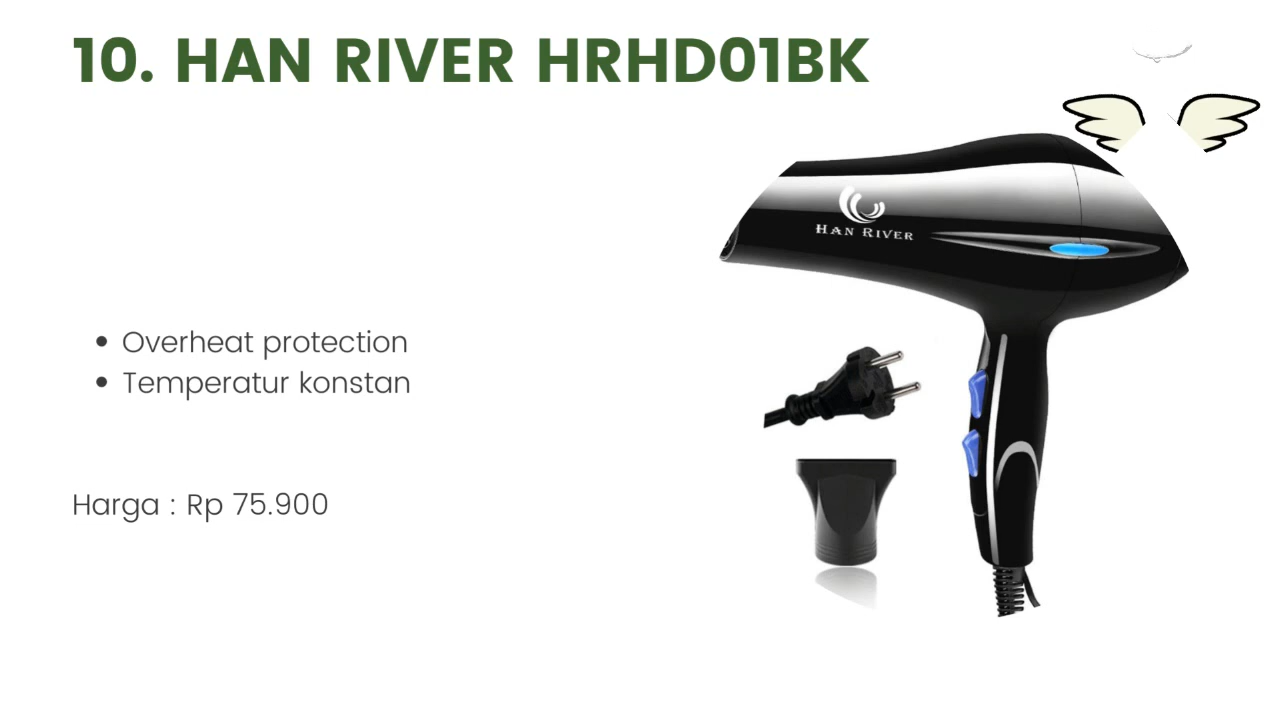 10. HAN RIVER HRHD01BK
HAN RIVER
Overheat protection
Temperatur konstan
Harga : Rp 75.900